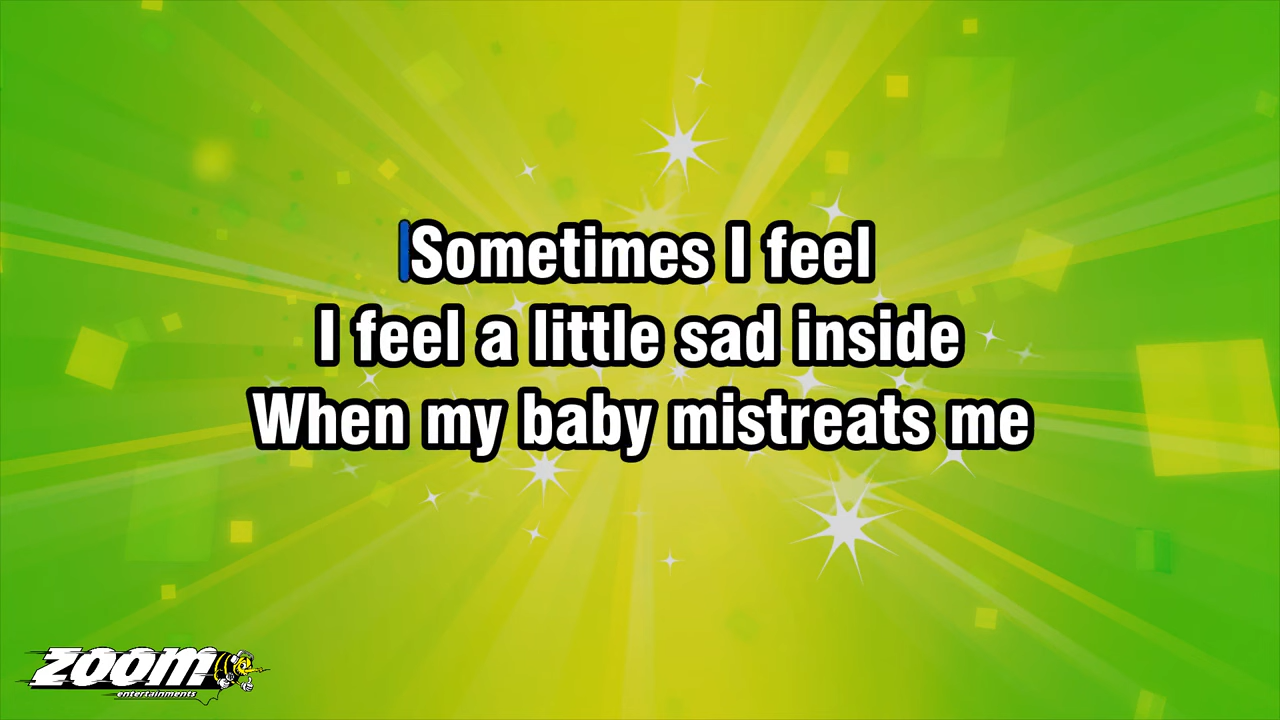 Sometimes I feel
I feel a little sad inside
When my baby mistreats me
ZOOM
entertainments